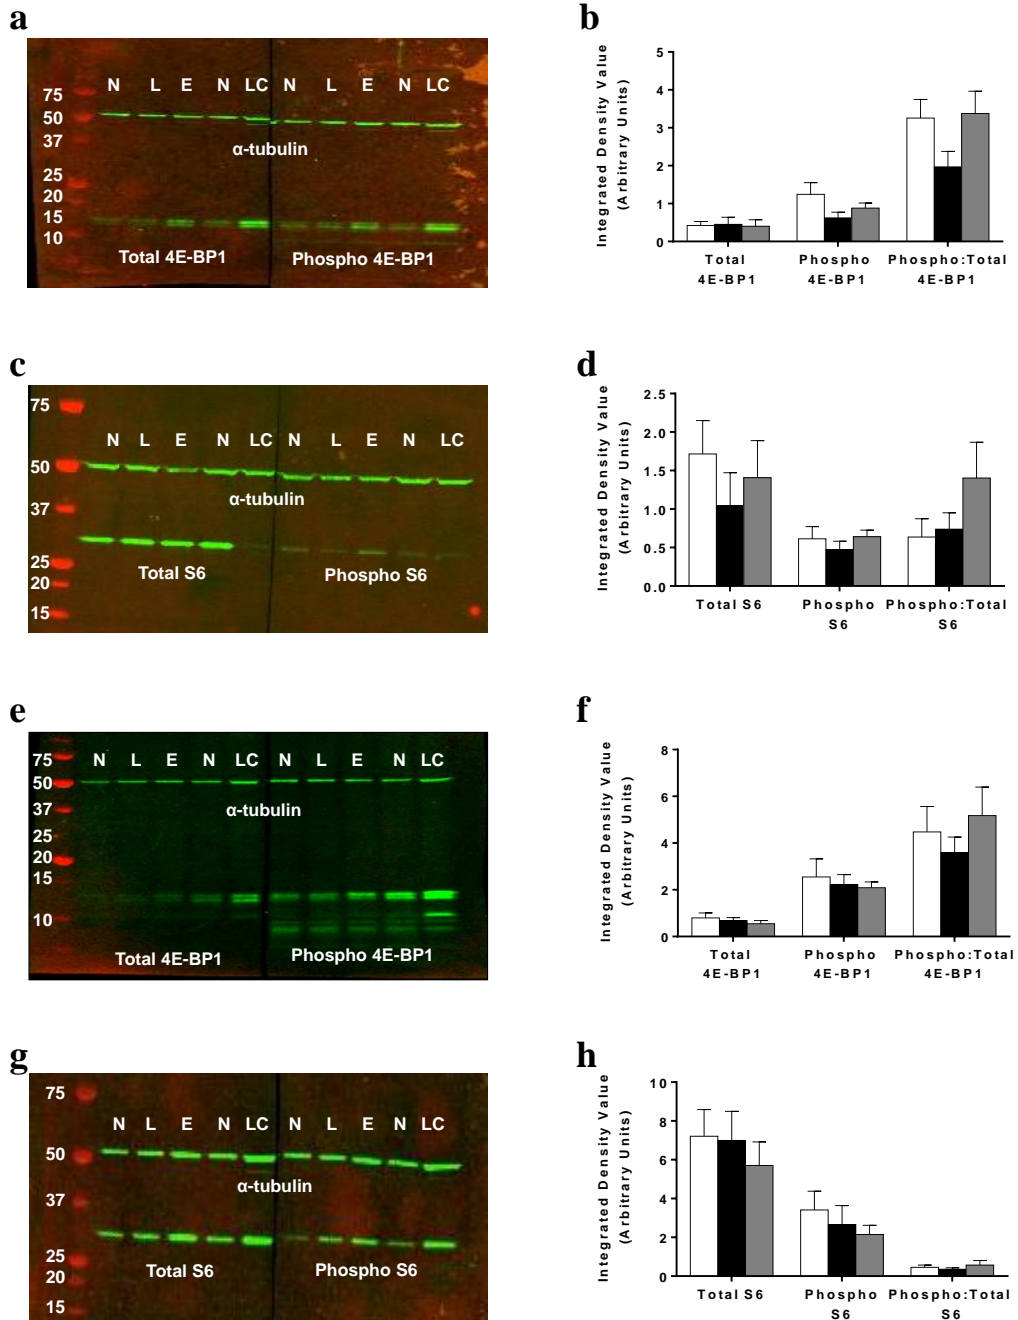 a
N L E N LC N L E N LC
75
50
37
25
20
15
10
α-tubulin
Total 4E-BP1
Phospho 4E-BP1
b
Integrated Density Value
(Arbitrary Units)
5
4
3
2
1
0
Total
4E-BP1
Phospho
4E-BP1
Phospho:Total
4E-BP1
c
75
50
37
25
20
15
N L E N LC N L E N LC
α-tubulin
Total S6
Phospho S6
d
Integrated Density Value
(Arbitrary Units)
2.5
2.0
1.5
1.0
0.5
0.0
Total S6
Phospho
S6
Phospho:Total
S6
e
75
50
37
25
20
15
10
N L E N LC N L E N LC
α-tubulin
Total 4E-BP1
Phospho 4E-BP1
f
Integrated Density Value
(Arbitrary Units)
8
6
4
2
0
Total
4E-BP1
Phospho
4E-BP1
Phospho:Total
4E-BP1
g
75
50
37
25
20
15
N L E N LC N L E N LC
α-tubulin
Total S6
Phospho S6
h
Integrated Density Value
(Arbitrary Units)
10
8
6
4
2
0
Total S6
Phospho
S6
Phospho:Total
S6